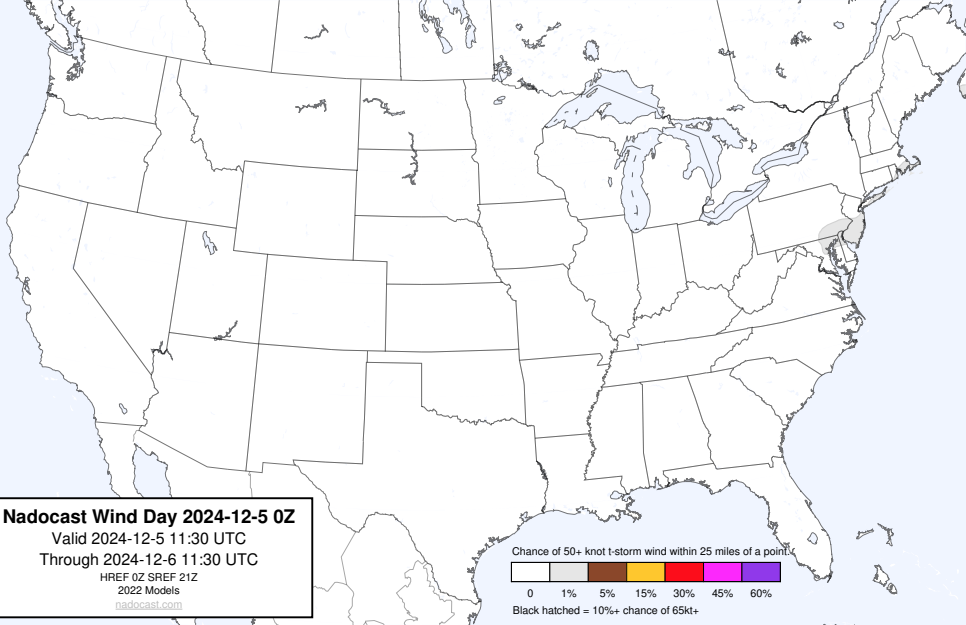 Nadocast Wind Day 2024-12-5 0Z
Valid 2024-12-5 11:30 UTC
Through 2024-12-6 11:30 UTC
HREF 0Z SREF 21Z
2022 Models
nadocast.com
Chance of 50+ knot t-storm wind within 25 miles of a point.
0 1% 5% 15% 30% 45% 60%
Black hatched = 10%+ chance of 65kt+